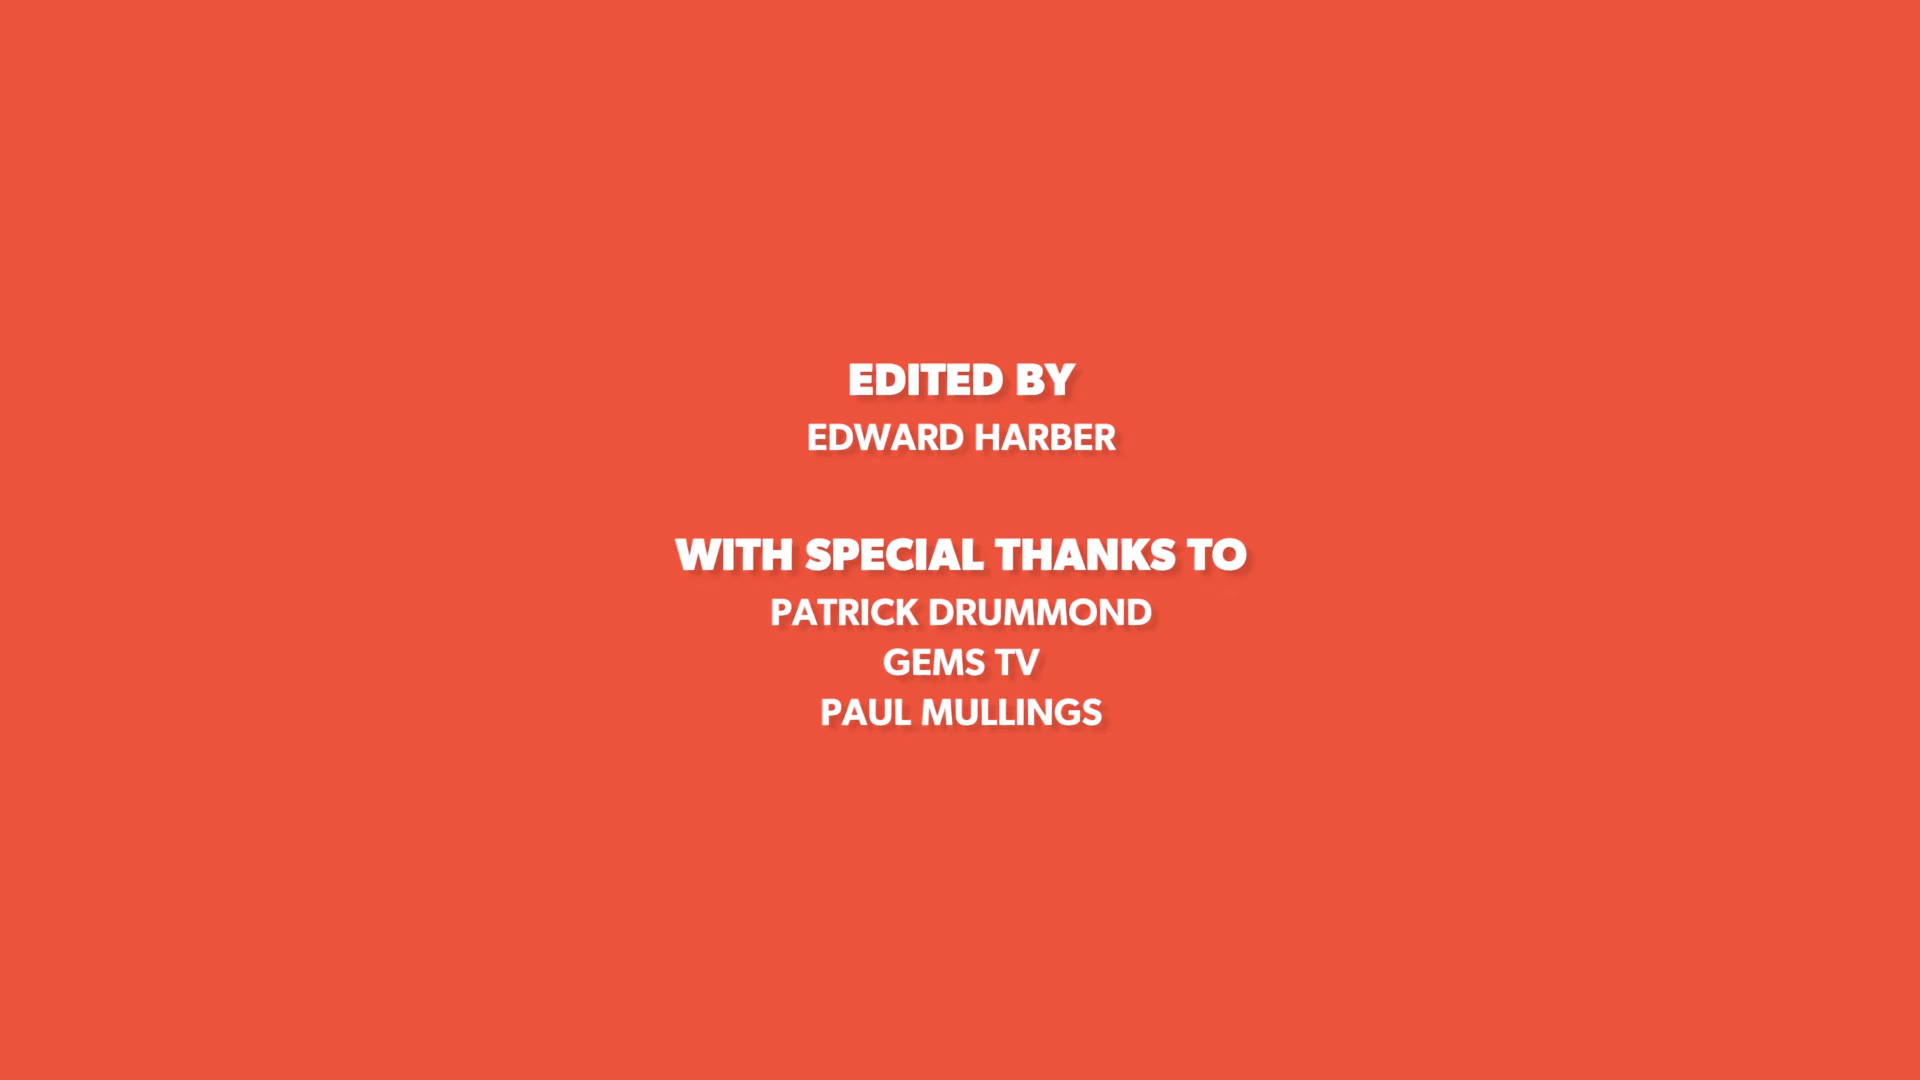 EDITED BY
EDWARD HARBER
WITH SPECIAL THANKS TO
PATRICK DRUMMOND
GEMS TV
PAUL MULLINGS